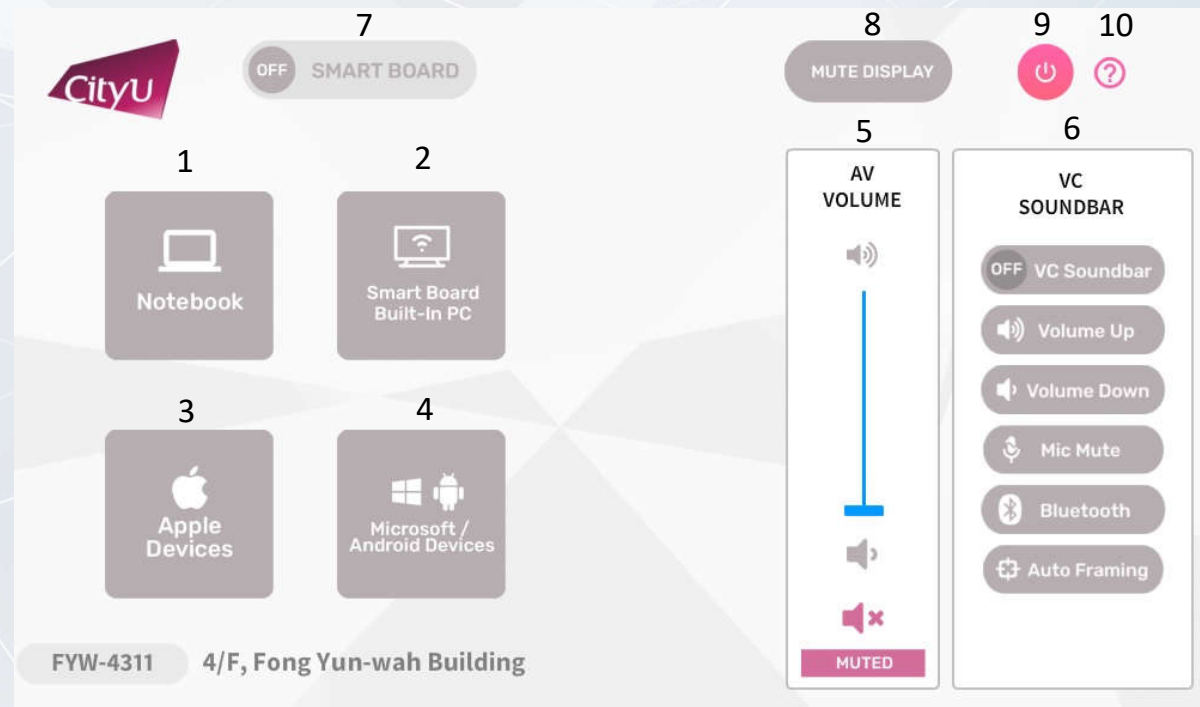 7
8
9
10
CityU
OFF SMART BOARD
MUTE DISPLAY
5
6
1
2
AV
VOLUME
VC
SOUNDBAR
Notebook
Smart Board
Built-In PC
OFF VC Soundbar
Volume Up
Volume Down
3
4
Mic Mute
Apple
Devices
Microsoft /
Android Devices
Bluetooth
Auto Framing
FYW-4311
4/F, Fong Yun-wah Building
MUTED